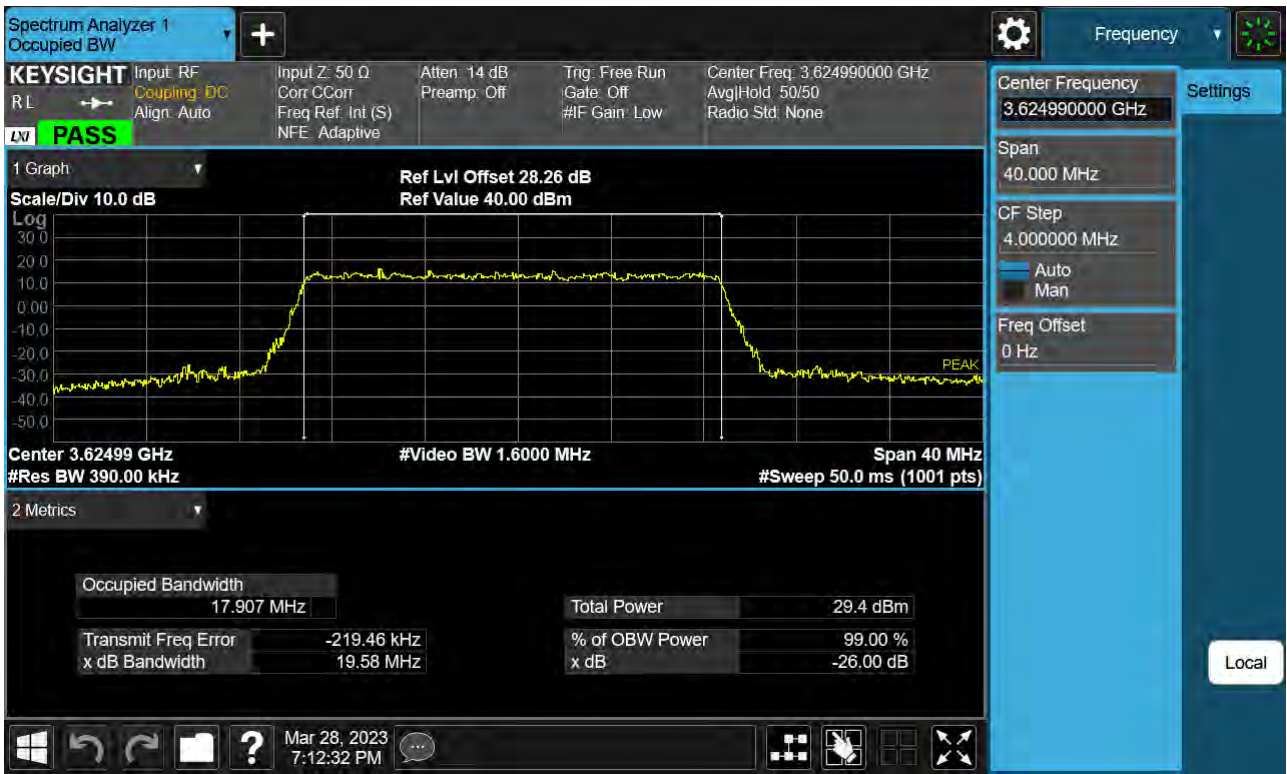 Spectrum Analyzer 1
Occupied BW
+
Frequency
KEYSIGHT
R L
LXI PASS
Input: RF
Coupling: DC
Align: Auto
Input Z: 50 Ω
Corr CCorr
Freq Ref: Int (S)
NFE: Adaptive
Atten: 14 dB
Preamp: Off
Trig: Free Run
Gate: Off
#IF Gain: Low
Center Freq: 3.624990000 GHz
Avg|Hold: 50/50
Radio Std: None
Center Frequency
3.624990000 GHz
Settings
Span
40.000 MHz
CF Step
4.000000 MHz
Auto
Man
Freq Offset
0 Hz
1 Graph
Ref Lvl Offset 28.26 dB
Scale/Div 10.0 dB
Ref Value 40.00 dBm
Log
30.0
20.0
10.0
0.00
-10.0
-20.0
-30.0
-40.0
-50.0
PEAK
Center 3.62499 GHz
#Video BW 1.6000 MHz
Span 40 MHz
#Res BW 390.00 kHz
#Sweep 50.0 ms (1001 pts)
2 Metrics
Occupied Bandwidth
17.907 MHz
Total Power 29.4 dBm
Transmit Freq Error -219.46 kHz
% of OBW Power 99.00 %
x dB Bandwidth 19.58 MHz
x dB -26.00 dB
Local
?
Mar 28, 2023
7:12:32 PM